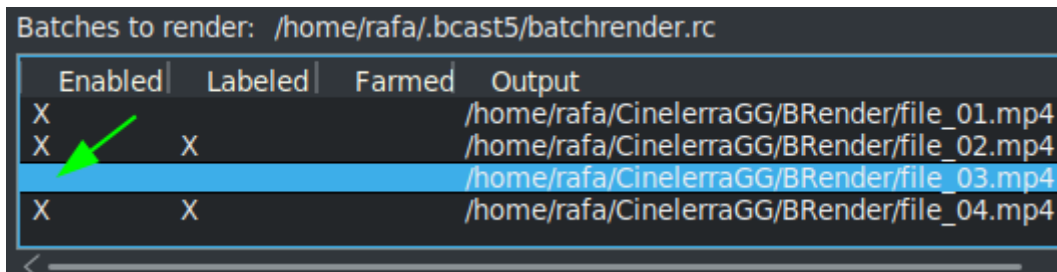 Batches to render: /home/rafa/.bcast5/batchrender.rc
Enabled Labeled Farmed Output
X /home/rafa/CinelerraGG/BRender/file_01.mp4
X X /home/rafa/CinelerraGG/BRender/file_02.mp4
/home/rafa/CinelerraGG/BRender/file_03.mp4
X X /home/rafa/CinelerraGG/BRender/file_04.mp4